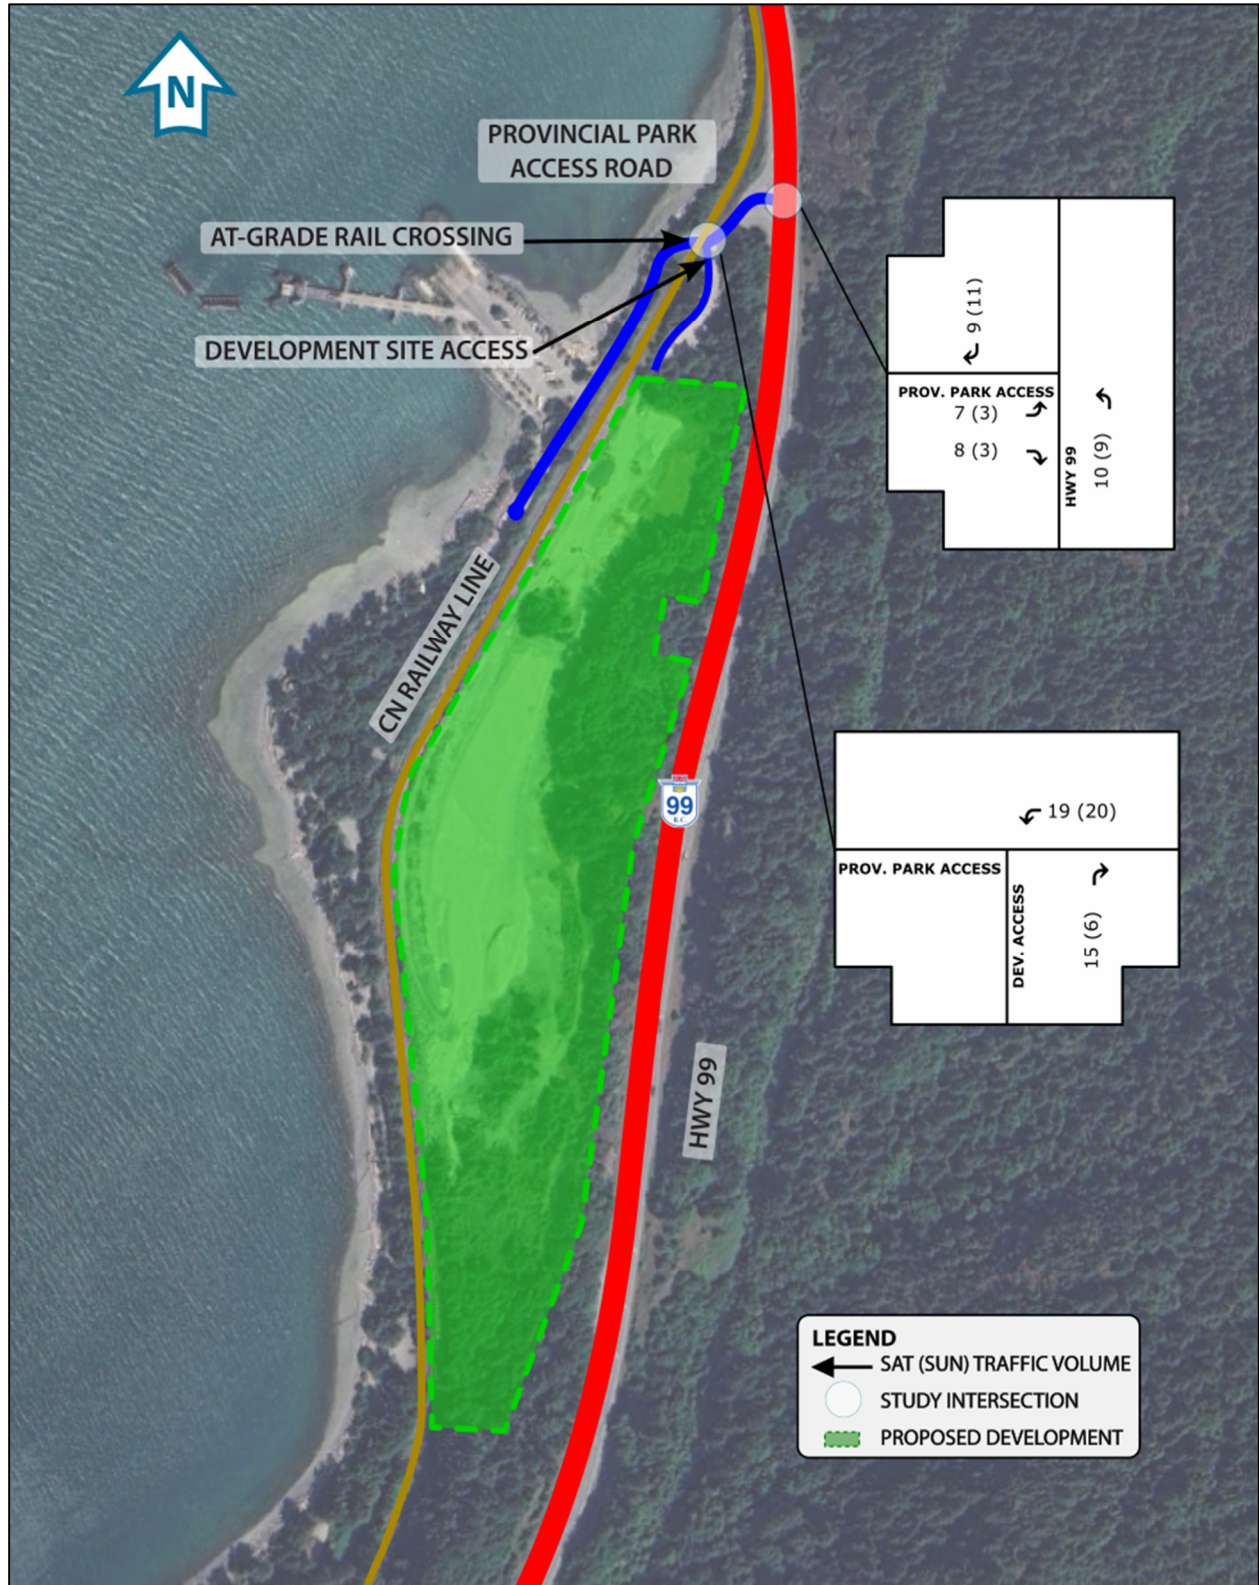 N
PROVINCIAL PARK
ACCESS ROAD
AT-GRADE RAIL CROSSING
DEVELOPMENT SITE ACCESS
9 (11)
PROV. PARK ACCESS
7 (3)
8 (3)
HWY 99
10 (9)
CN RAILWAY LINE
99
B.C.
19 (20)
PROV. PARK ACCESS
DEV. ACCESS
15 (6)
HWY 99
LEGEND
SAT (SUN) TRAFFIC VOLUME
STUDY INTERSECTION
PROPOSED DEVELOPMENT